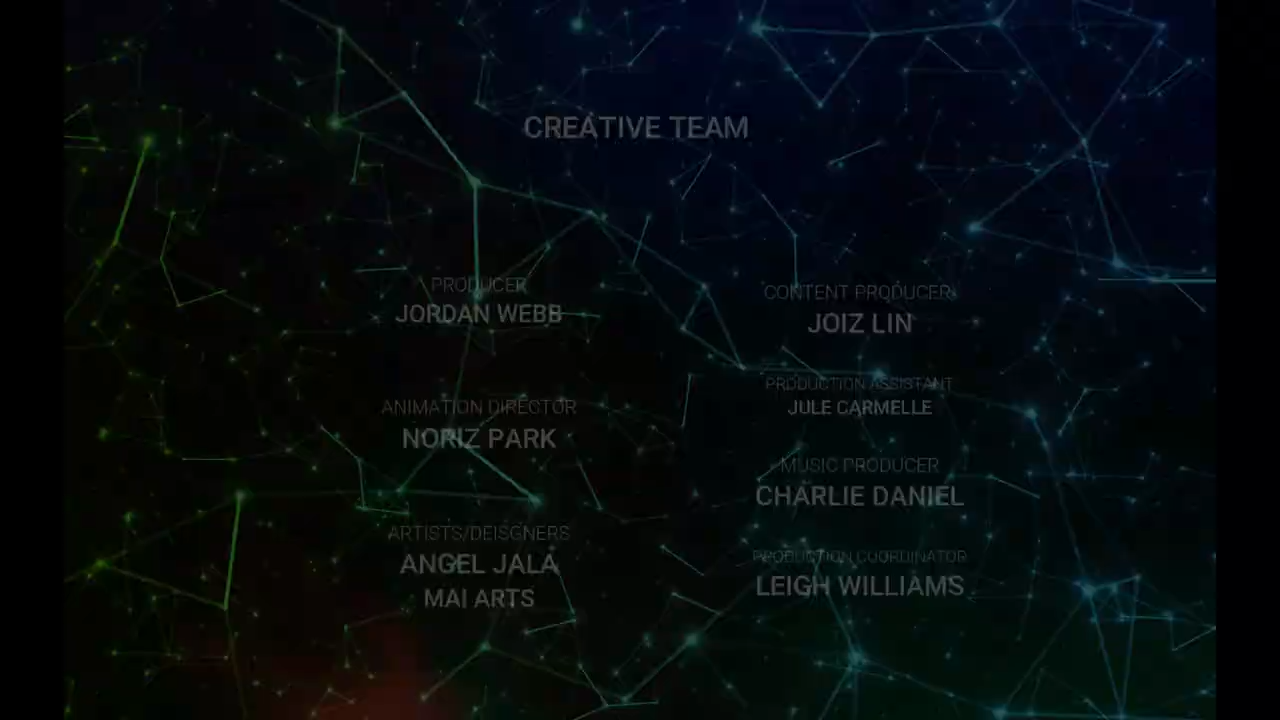 CREATIVE TEAM
PRODUCER
JORDAN WEBB
ANIMATION DIRECTOR
NORIZ PARK
ARTISTS/DEISGNERS
ANGEL JALA
MAI ARTS
CONTENT PRODUCER
JOIZ LIN
PRODUCTION ASSISTANT
JULE CARMELLE
MUSIC PRODUCER
CHARLIE DANIEL
PRODUCTION COORDINATOR
LEIGH WILLIAMS